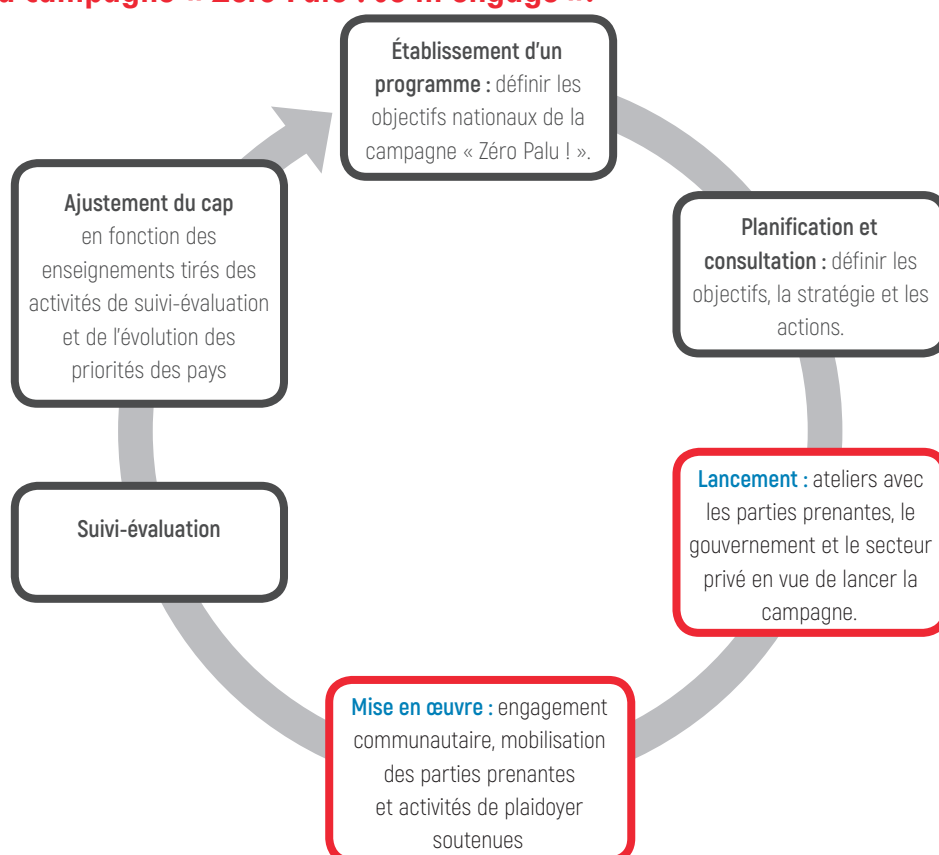 Établissement d'un
programme : définir les
objectifs nationaux de la
campagne « Zéro Palu ! ».
Planification et
consultation : définir les
objectifs, la stratégie et les
actions.
Lancement : ateliers avec
les parties prenantes, le
gouvernement et le secteur
privé en vue de lancer la
campagne.
Mise en œuvre : engagement
communautaire, mobilisation
des parties prenantes
et activités de plaidoyer
soutenues
Suivi-évaluation
Ajustement du cap
en fonction des
enseignements tirés des
activités de suivi-évaluation
et de l'évolution des
priorités des pays